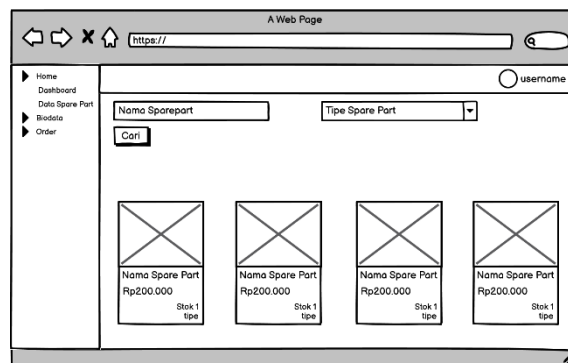 A Web Page
https://
username
Home
Dashboard
Data Spare Part
Biodata
Order
Nama Sparepart
Tipe Spare Part
Cari
Nama Spare Part
Rp200.000
Stok 1
tipe
Nama Spare Part
Rp200.000
Stok 1
tipe
Nama Spare Part
Rp200.000
Stok 1
tipe
Nama Spare Part
Rp200.000
Stok 1
tipe